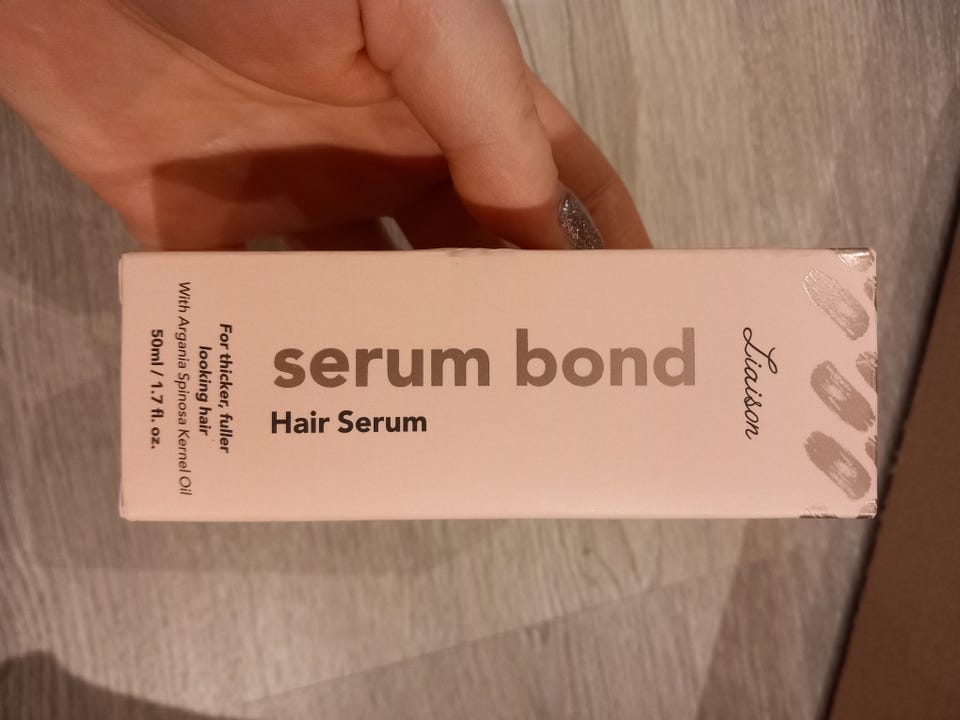 Liaison
serum bond
Hair Serum
For thicker, fuller
looking hair
With Argania Spinosa Kernel Oil
50ml / 1.7 fl. oz.